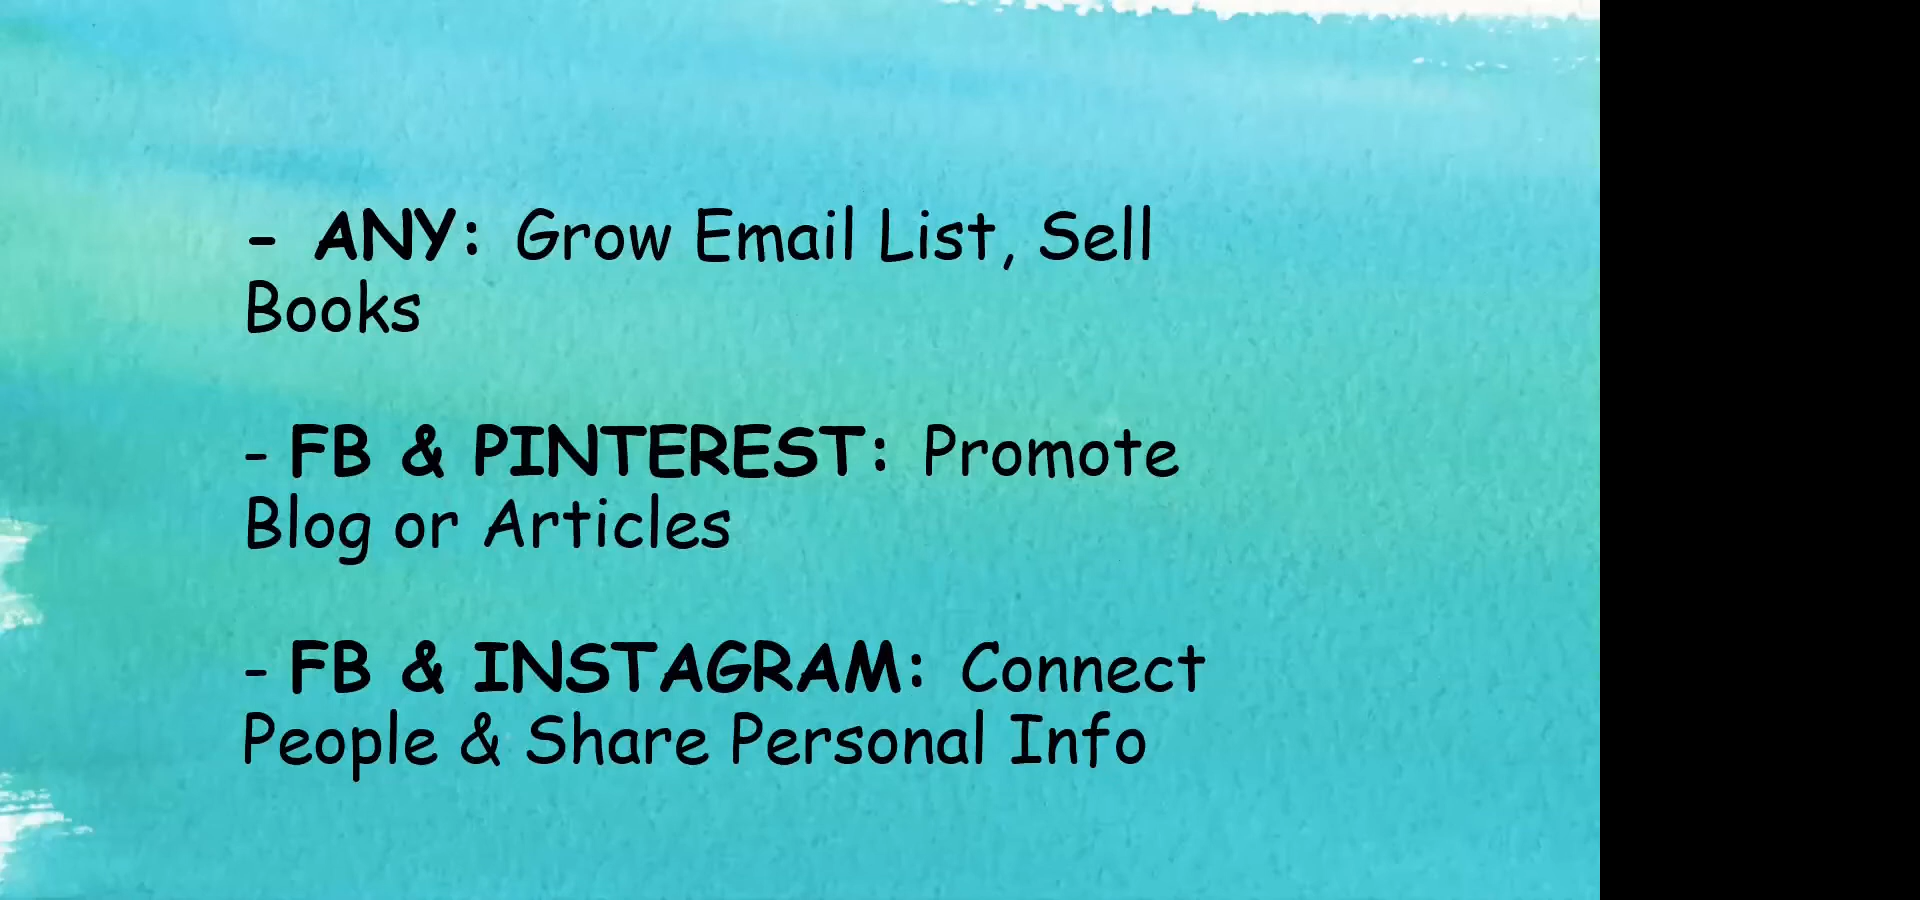 - ANY: Grow Email List, Sell
Books
- FB & PINTEREST: Promote
Blog or Articles
- FB & INSTAGRAM: Connect
People & Share Personal Info